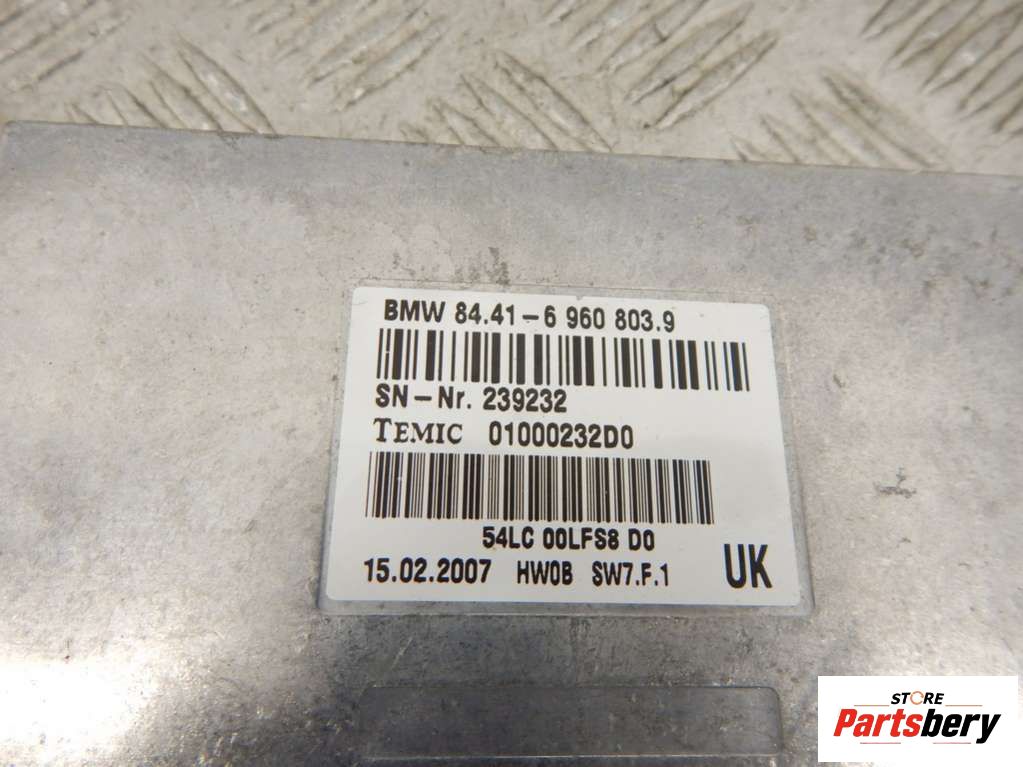 BMW 84.41-6 960 803.9
SN-Nr. 239232
TEMIC 01000232D0
54LC 00LFS8 D0
15.02.2007 HW0B SW7.F.1 UK
STORE
Partsbery